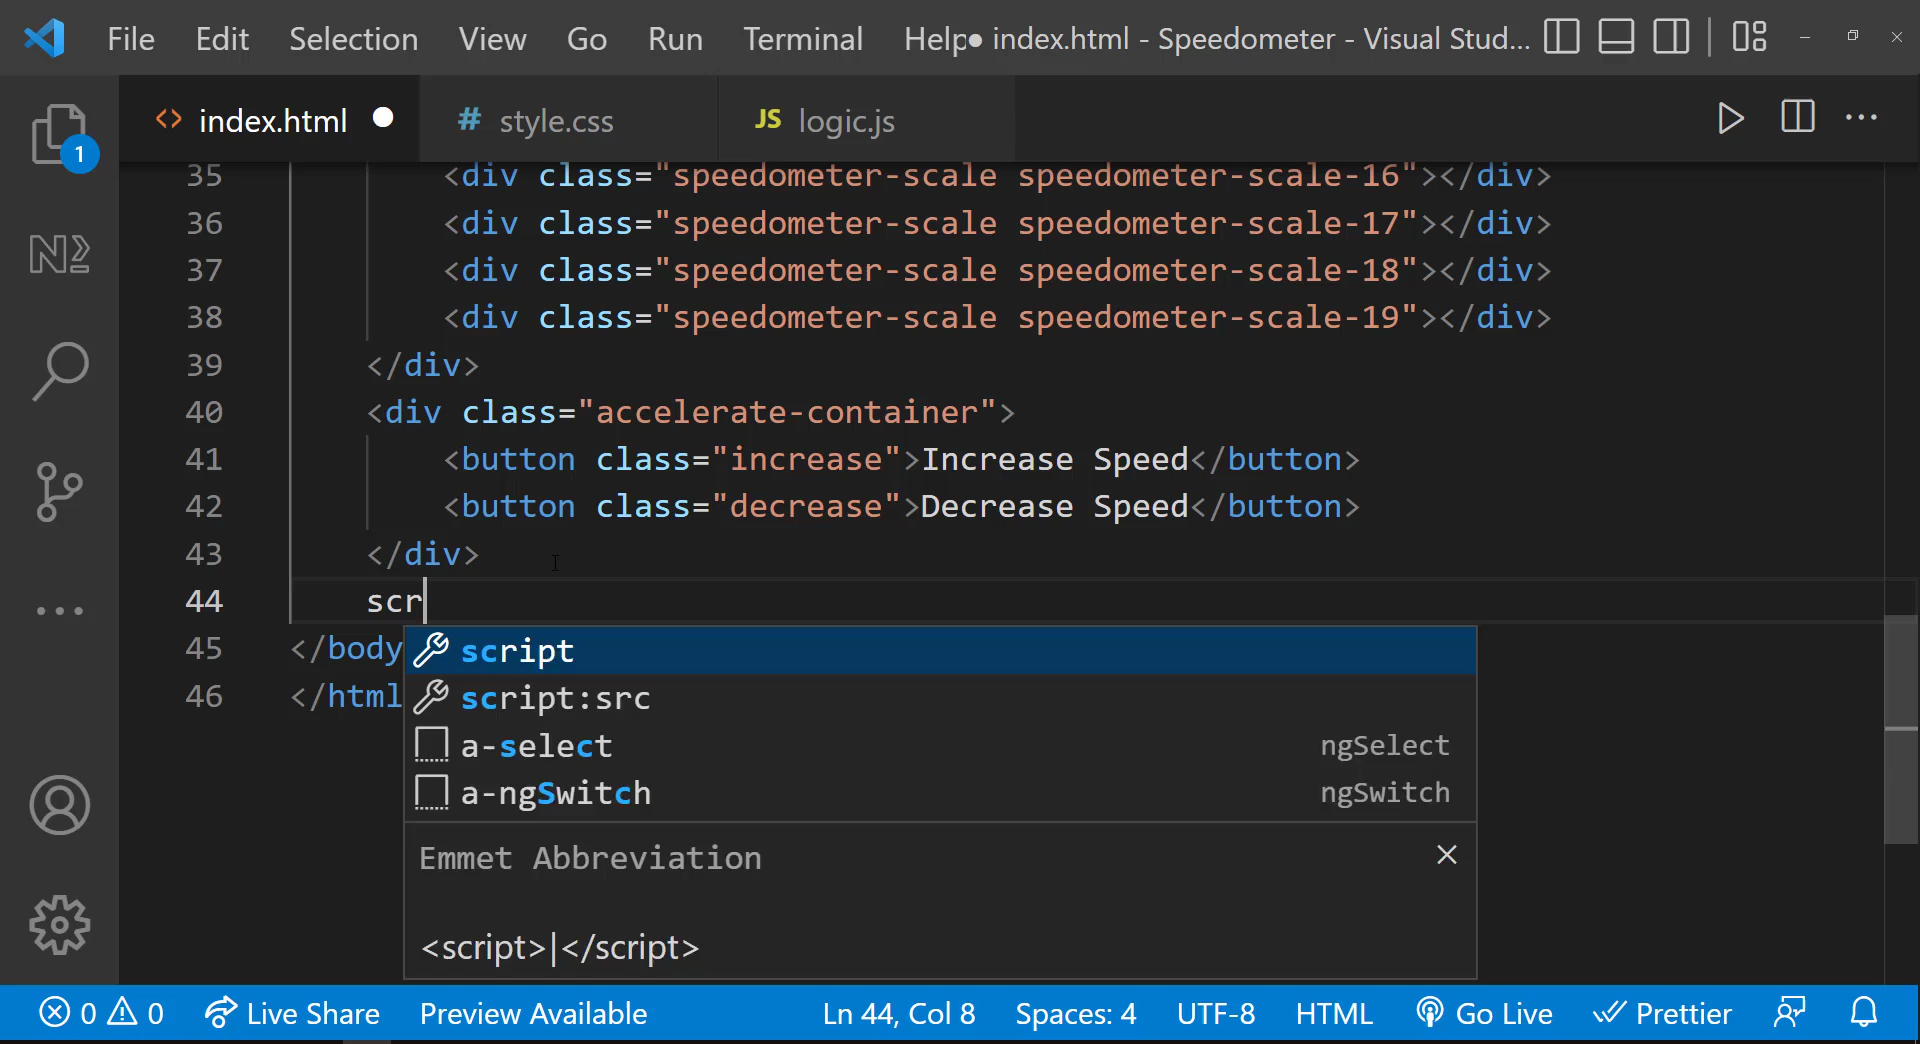 File Edit Selection View Go Run Terminal Help ● index.html - Speedometer - Visual Stud...
index.html style.css JS logic.js
1
35 <div class="speedometer-scale speedometer-scale-16"></div>
36 <div class="speedometer-scale speedometer-scale-17"></div>
37 <div class="speedometer-scale speedometer-scale-18"></div>
38 <div class="speedometer-scale speedometer-scale-19"></div>
39 </div>
40 <div class="accelerate-container">
41 <button class="increase">Increase Speed</button>
42 <button class="decrease">Decrease Speed</button>
43 </div>
44 scr
45 </body
46 </html
script
script:src
a-select ngSelect
a-ngSwitch ngSwitch
Emmet Abbreviation
<script>|</script>
0 0 Live Share Preview Available Ln 44, Col 8 Spaces: 4 UTF-8 HTML Go Live Prettier